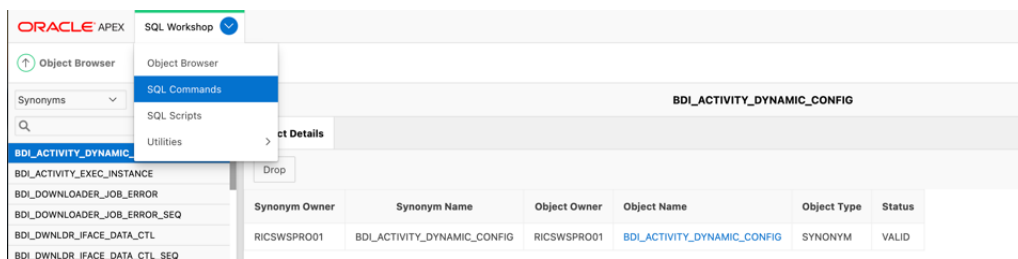 ORACLE APEX SQL Workshop
Object Browser
Object Browser
SQL Commands
SQL Scripts
Utilities
Synonyms
BDI_ACTIVITY_DYNAMIC_
BDI_ACTIVITY_EXEC_INSTANCE
BDI_DOWNLOADER_JOB_ERROR
BDI_DOWNLOADER_JOB_ERROR_SEQ
BDI_DWNLDR_IFACE_DATA_CTL
BDI_DWNLDR_IFACE_DATA_CTL_SEQ
BDI_ACTIVITY_DYNAMIC_CONFIG
ct Details
Drop
Synonym Owner Synonym Name Object Owner Object Name Object Type Status
RICSWSPRO01 BDI_ACTIVITY_DYNAMIC_CONFIG RICSWSPRO01 BDI_ACTIVITY_DYNAMIC_CONFIG SYNONYM VALID